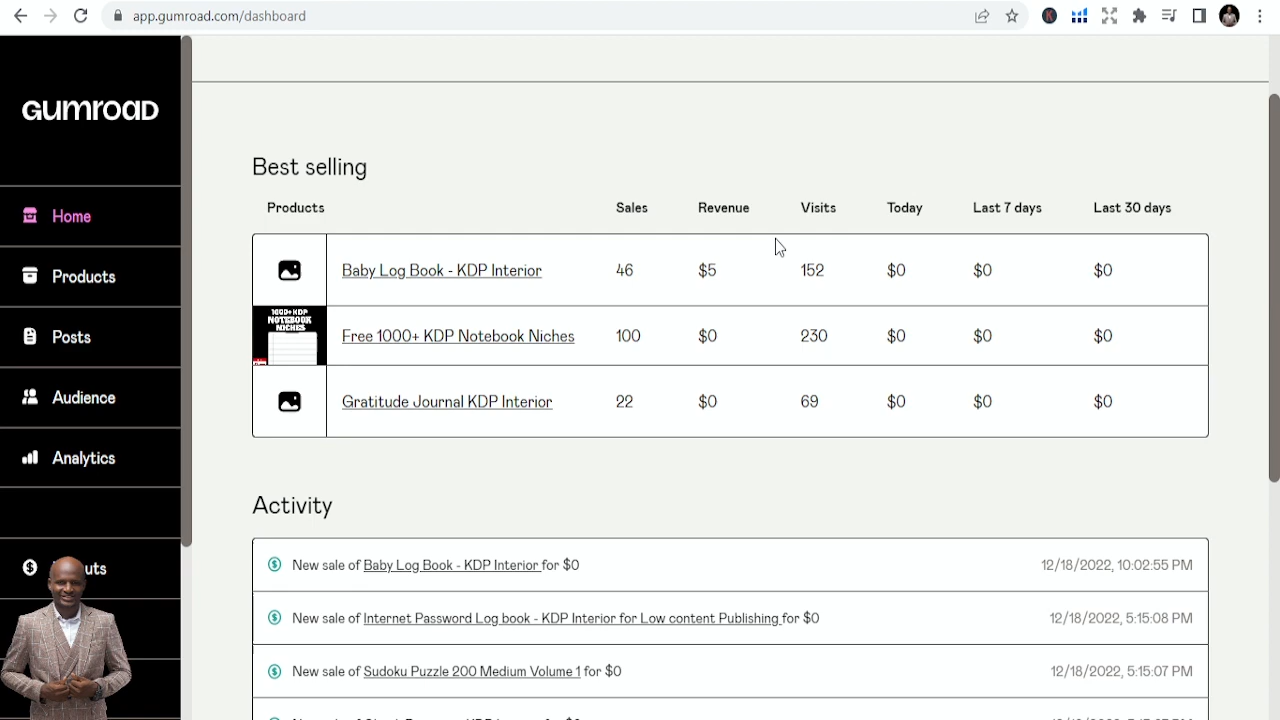 app.gumroad.com/dashboard
GUMROAD
Home
Products
Posts
Audience
Analytics
uts
Best selling
Products Sales Revenue Visits Today Last 7 days Last 30 days
Baby Log Book - KDP Interior 46 $5 152 $0 $0 $0
1000+ KDP
NOTEBOOK
NICHES
Free 1000+ KDP Notebook Niches 100 $0 230 $0 $0 $0
Gratitude Journal KDP Interior 22 $0 69 $0 $0 $0
Activity
New sale of Baby Log Book - KDP Interior for $0 12/18/2022, 10:02:55 PM
New sale of Internet Password Log book - KDP Interior for Low content Publishing for $0 12/18/2022, 5:15:08 PM
New sale of Sudoku Puzzle 200 Medium Volume 1 for $0 12/18/2022, 5:15:07 PM